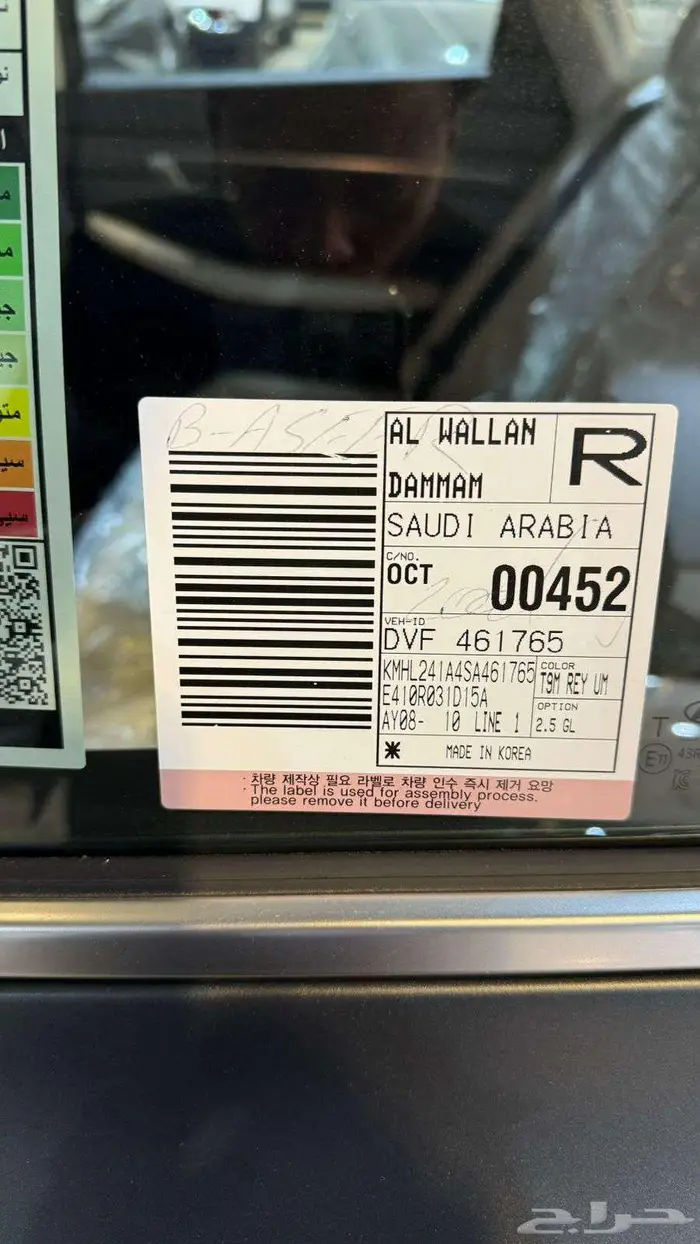 B-ASFAR
AL WALLAN
R
DAMMAM
SAUDI ARABIA
C/NO.
OCT 00452
VEH-ID
DVF 461765
KMHL241A4SA461765
E410R031D15A
AY08- 10 LINE 1
COLOR
T9M REY UM
OPTION
2.5 GL
MADE IN KOREA
· 차량 제작상 필요 라벨로 차량 인수 즉시 제거 요망
· The label is used for assembly process.
please remove it before delivery
T
E11 43R
حراج